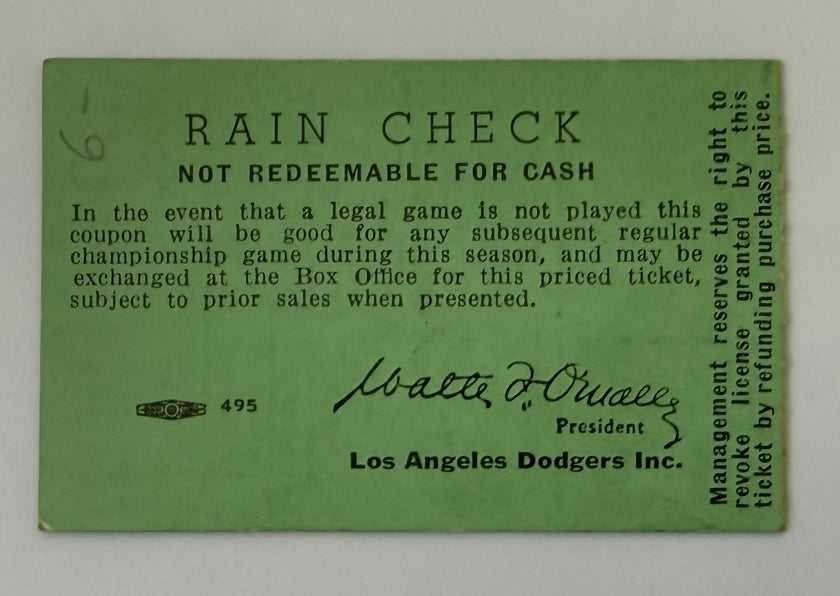 6-
RAIN CHECK
NOT REDEEMABLE FOR CASH
In the event that a legal game is not played this
coupon will be good for any subsequent regular
championship game during this season, and may be
exchanged at the Box Office for this priced ticket,
subject to prior sales when presented.
495
Walter F. O'Malley
President
Los Angeles Dodgers Inc.
Management reserves the right to
revoke license granted by this
ticket by refunding purchase price.